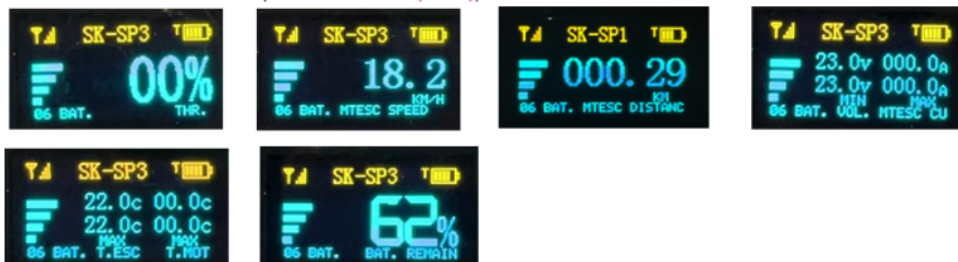 SK-SP3 T
00%
06 BAT. THR.
SK-SP3 T
18.2
KM/H
06 BAT. MTESC SPEED
SK-SP1 T
000.29
KM
06 BAT. MTESC DISTANC
SK-SP3 T
23.0v 000.0A
23.0v 000.0A
MIN MAX
06 BAT. VOL. MTESC CU
SK-SP3 T
22.0c 00.0c
22.0c 00.0c
MAX MAX
06 BAT. T.ESC T.MOT
SK-SP3 T
62%
06 BAT. BAT. REMAIN